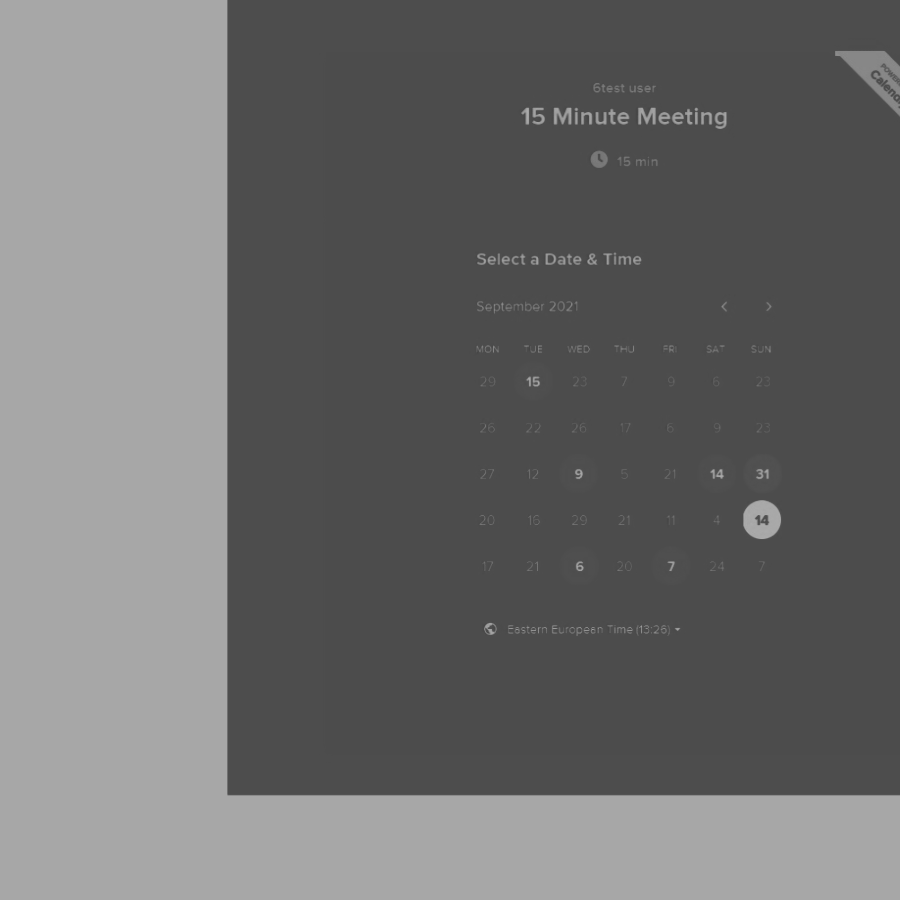 POWERED
Calendly
6test user
15 Minute Meeting
15 min
Select a Date & Time
September 2021
MON TUE WED THU FRI SAT SUN
29 15 23 7 9 6 23
26 22 26 17 6 9 23
27 12 9 5 21 14 31
20 16 29 21 11 4 14
17 21 6 20 7 24 7
Eastern European Time (13:26)